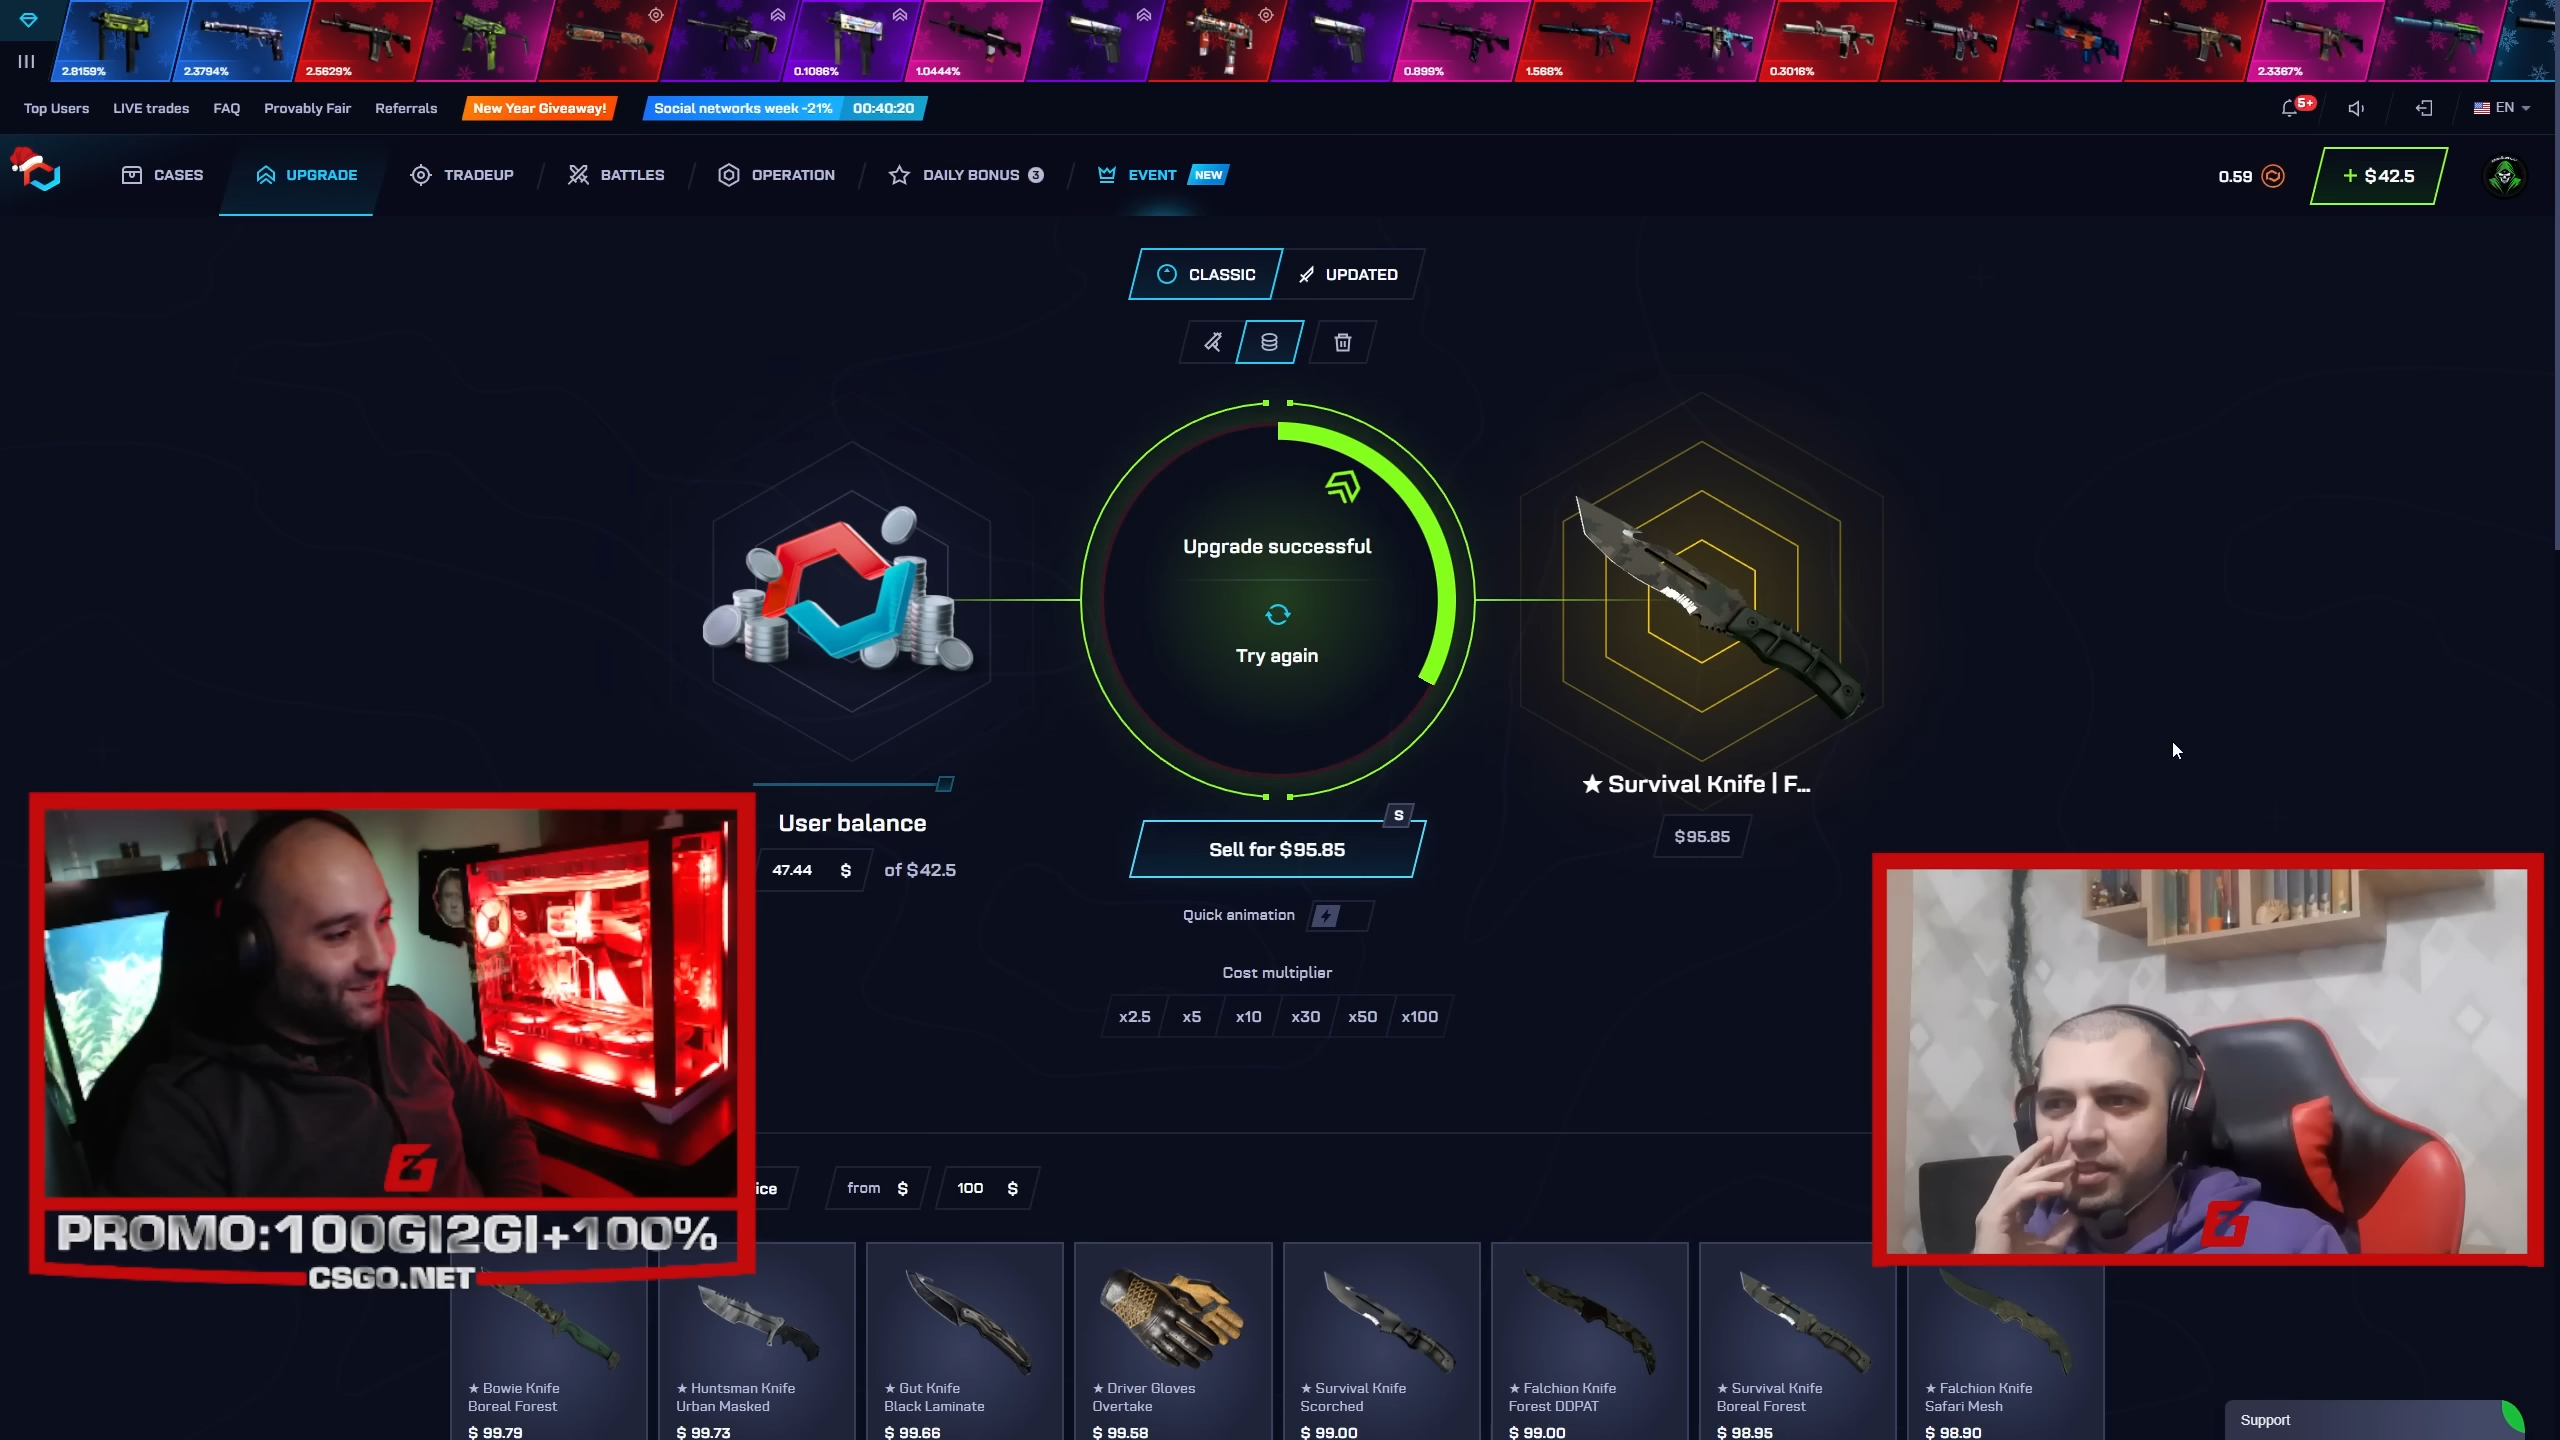 2.8159%
2.3794%
2.5629%
0.1086%
1.0444%
0.899%
1.568%
0.3016%
2.3367%
Top Users
LIVE trades
FAQ
Provably Fair
Referrals
New Year Giveaway!
Social networks week -21%
00:40:20
5+
EN
CASES
UPGRADE
TRADEUP
BATTLES
OPERATION
DAILY BONUS 3
EVENT
NEW
0.59
+ $ 42.5
CLASSIC
UPDATED
Upgrade successful
Try again
★ Survival Knife | F...
$95.85
User balance
47.44 $
of $42.5
S
Sell for $95.85
Quick animation
Cost multiplier
x2.5
x5
x10
x30
x50
x100
from $
100 $
PROMO:100GI2GI+100%
CSGO.NET
★ Bowie Knife
Boreal Forest
$ 99.79
★ Huntsman Knife
Urban Masked
$ 99.73
★ Gut Knife
Black Laminate
$ 99.66
★ Driver Gloves
Overtake
$ 99.58
★ Survival Knife
Scorched
$ 99.00
★ Falchion Knife
Forest DDPAT
$ 99.00
★ Survival Knife
Boreal Forest
$ 98.95
★ Falchion Knife
Safari Mesh
$ 98.90
Support